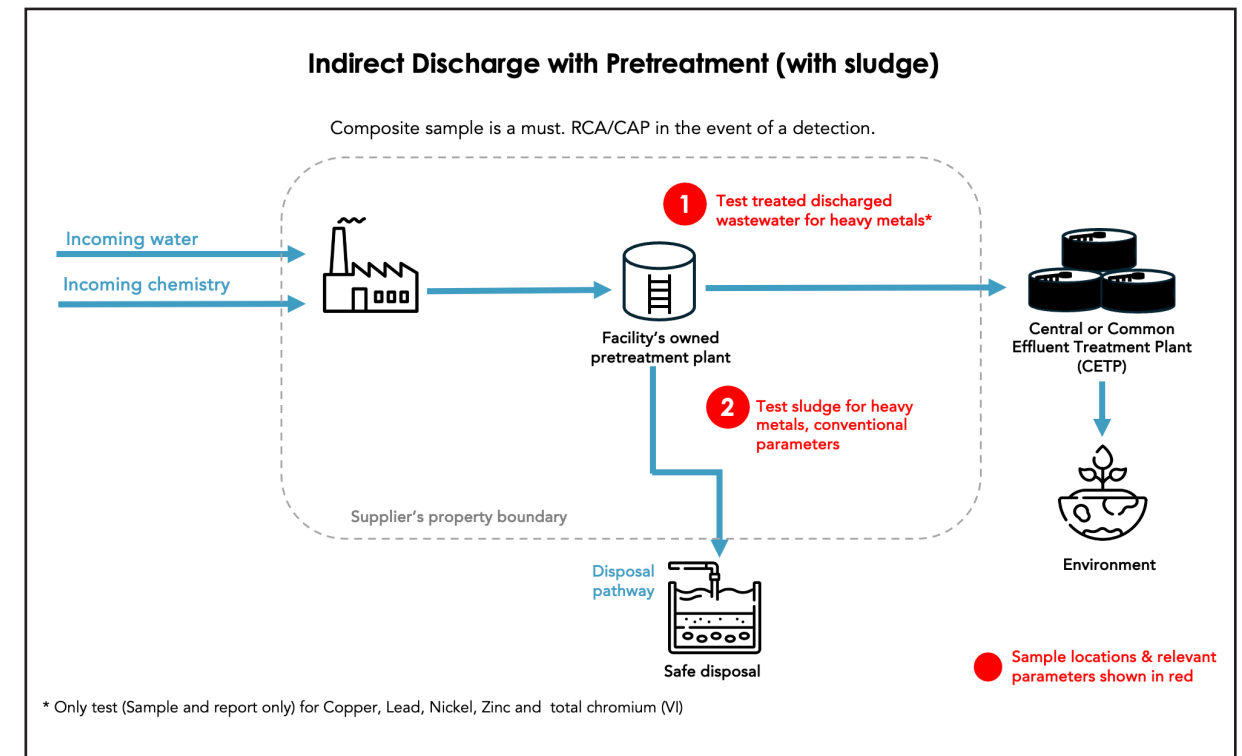 Indirect Discharge with Pretreatment (with sludge)
Composite sample is a must. RCA/CAP in the event of a detection.
1
Test treated discharged
wastewater for heavy metals*
Incoming water
Incoming chemistry
Facility's owned
pretreatment plant
Central or Common
Effluent Treatment Plant
(CETP)
2
Test sludge for heavy
metals, conventional
parameters
Supplier's property boundary
Environment
Disposal
pathway
Safe disposal
Sample locations & relevant
parameters shown in red
* Only test (Sample and report only) for Copper, Lead, Nickel, Zinc and  total chromium (VI)